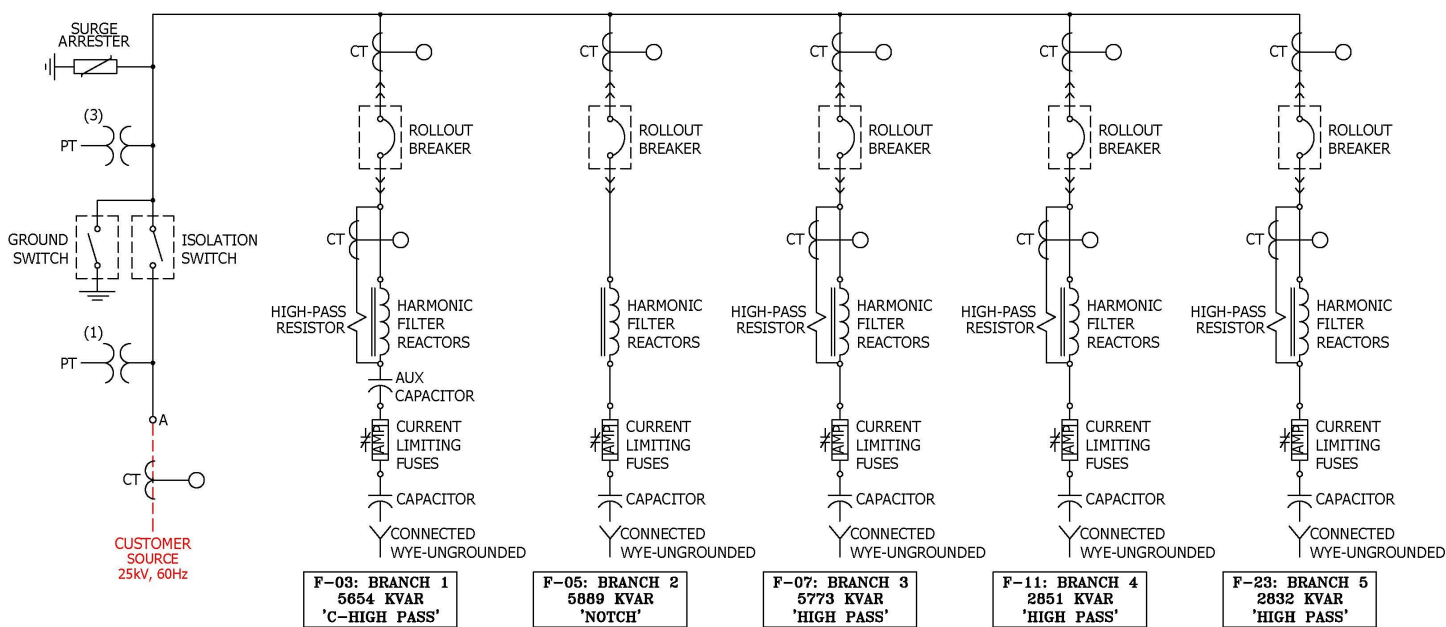 SURGE
ARRESTER
(3)
PT
GROUND
SWITCH
ISOLATION
SWITCH
(1)
PT
A
CT
CUSTOMER
SOURCE
25kV, 60Hz
CT
ROLLOUT
BREAKER
CT
HIGH-PASS
RESISTOR
HARMONIC
FILTER
REACTORS
AUX
CAPACITOR
AMP
CURRENT
LIMITING
FUSES
CAPACITOR
CONNECTED
WYE-UNGROUNDED
F-03: BRANCH 1
5654 KVAR
'C-HIGH PASS'
CT
ROLLOUT
BREAKER
HARMONIC
FILTER
REACTORS
AMP
CURRENT
LIMITING
FUSES
CAPACITOR
CONNECTED
WYE-UNGROUNDED
F-05: BRANCH 2
5889 KVAR
'NOTCH'
CT
ROLLOUT
BREAKER
CT
HIGH-PASS
RESISTOR
HARMONIC
FILTER
REACTORS
AMP
CURRENT
LIMITING
FUSES
CAPACITOR
CONNECTED
WYE-UNGROUNDED
F-07: BRANCH 3
5773 KVAR
'HIGH PASS'
CT
ROLLOUT
BREAKER
CT
HIGH-PASS
RESISTOR
HARMONIC
FILTER
REACTORS
AMP
CURRENT
LIMITING
FUSES
CAPACITOR
CONNECTED
WYE-UNGROUNDED
F-11: BRANCH 4
2851 KVAR
'HIGH PASS'
CT
ROLLOUT
BREAKER
CT
HIGH-PASS
RESISTOR
HARMONIC
FILTER
REACTORS
AMP
CURRENT
LIMITING
FUSES
CAPACITOR
CONNECTED
WYE-UNGROUNDED
F-23: BRANCH 5
2832 KVAR
'HIGH PASS'